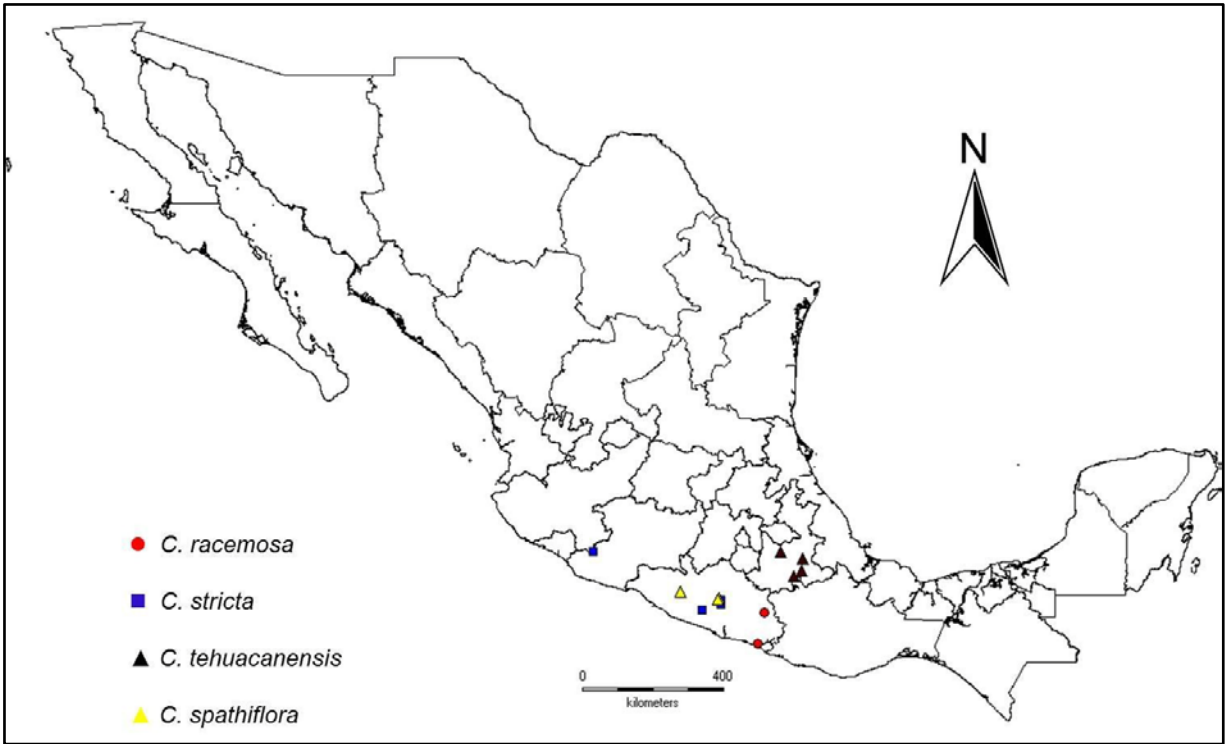 N
C. racemosa
C. stricta
C. tehuacanensis
C. spathiflora
0 400
kilometers